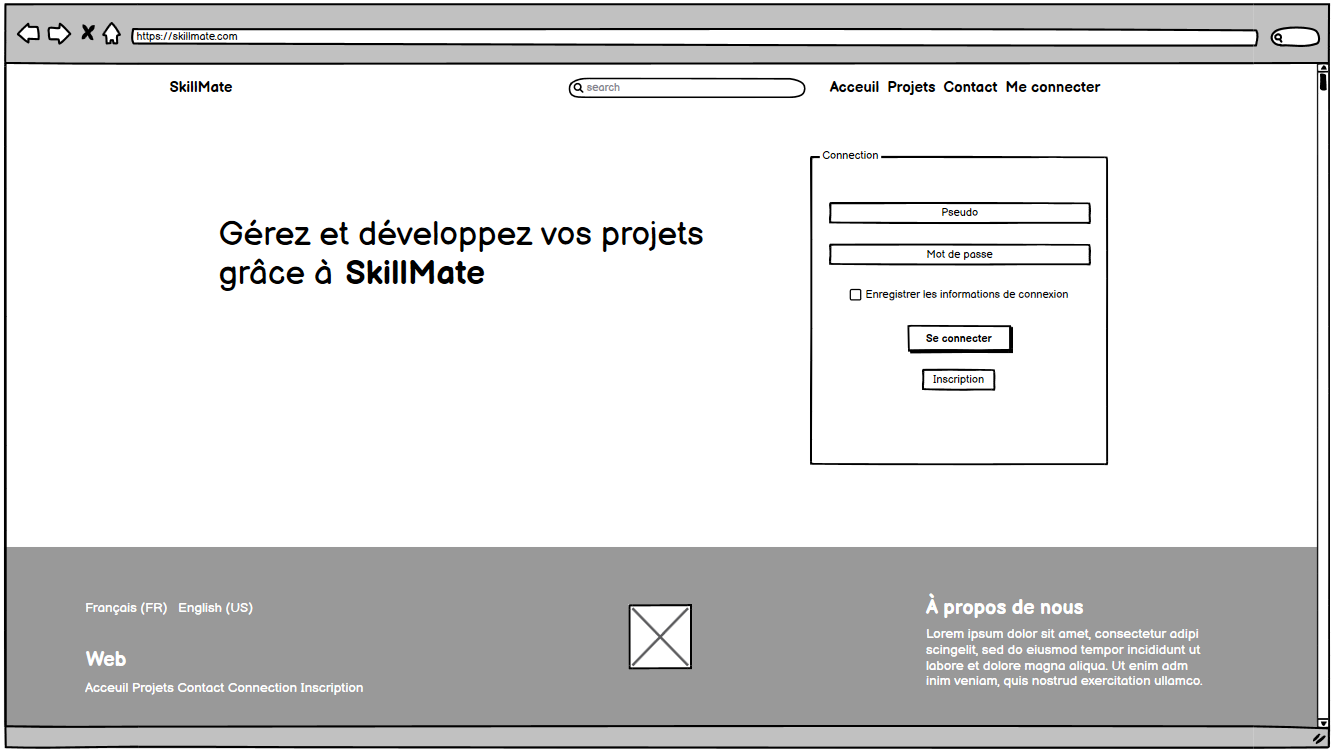 https://skillmate.com
SkillMate
search
Acceuil Projets Contact Me connecter
Connection
Gérez et développez vos projets
grâce à SkillMate
Pseudo
Mot de passe
Enregistrer les informations de connexion
Se connecter
Inscription
Français (FR) English (US)
Web
Acceuil Projets Contact Connection Inscription
À propos de nous
Lorem ipsum dolor sit amet, consectetur adipi
scingelit, sed do eiusmod tempor incididunt ut
labore et dolore magna aliqua. Ut enim adm
inim veniam, quis nostrud exercitation ullamco.